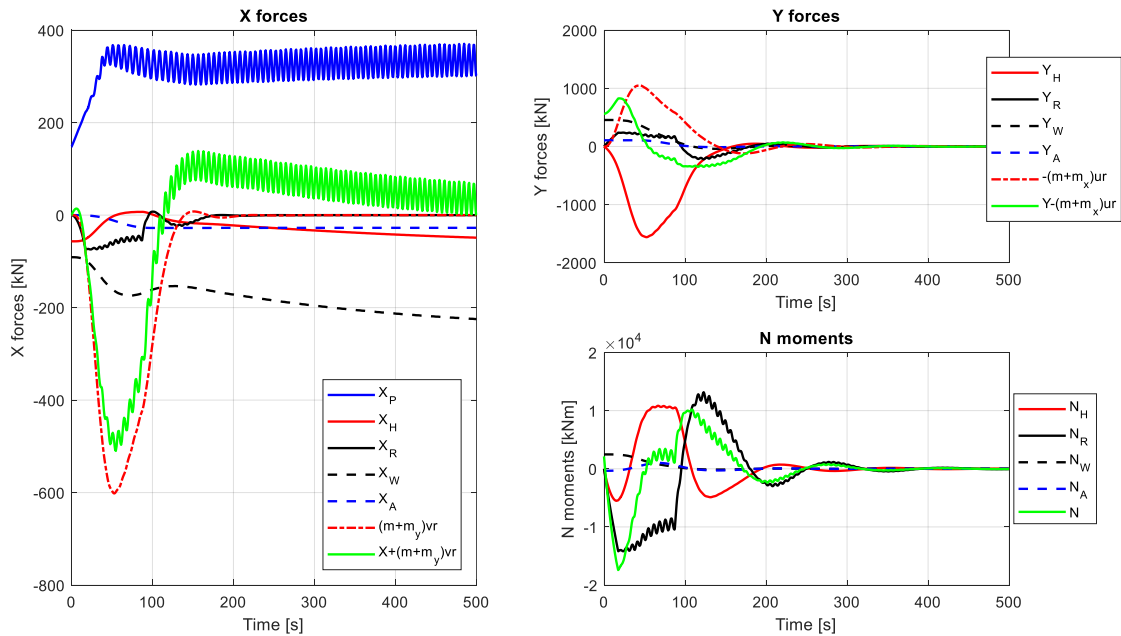 X forces
400
200
0
-200
-400
-600
-800
X forces [kN]
0
100
200
300
400
500
Time [s]
X_P
X_H
X_R
X_W
X_A
(m+m_y)vr
X+(m+m_y)vr
Y forces
2000
1000
0
-1000
-2000
Y forces [kN]
0
100
200
300
400
500
Time [s]
Y_H
Y_R
Y_W
Y_A
-(m+m_x)ur
Y-(m+m_x)ur
N moments
×10^4
2
1
0
-1
-2
N moments [kNm]
0
100
200
300
400
500
Time [s]
N_H
N_R
N_W
N_A
N